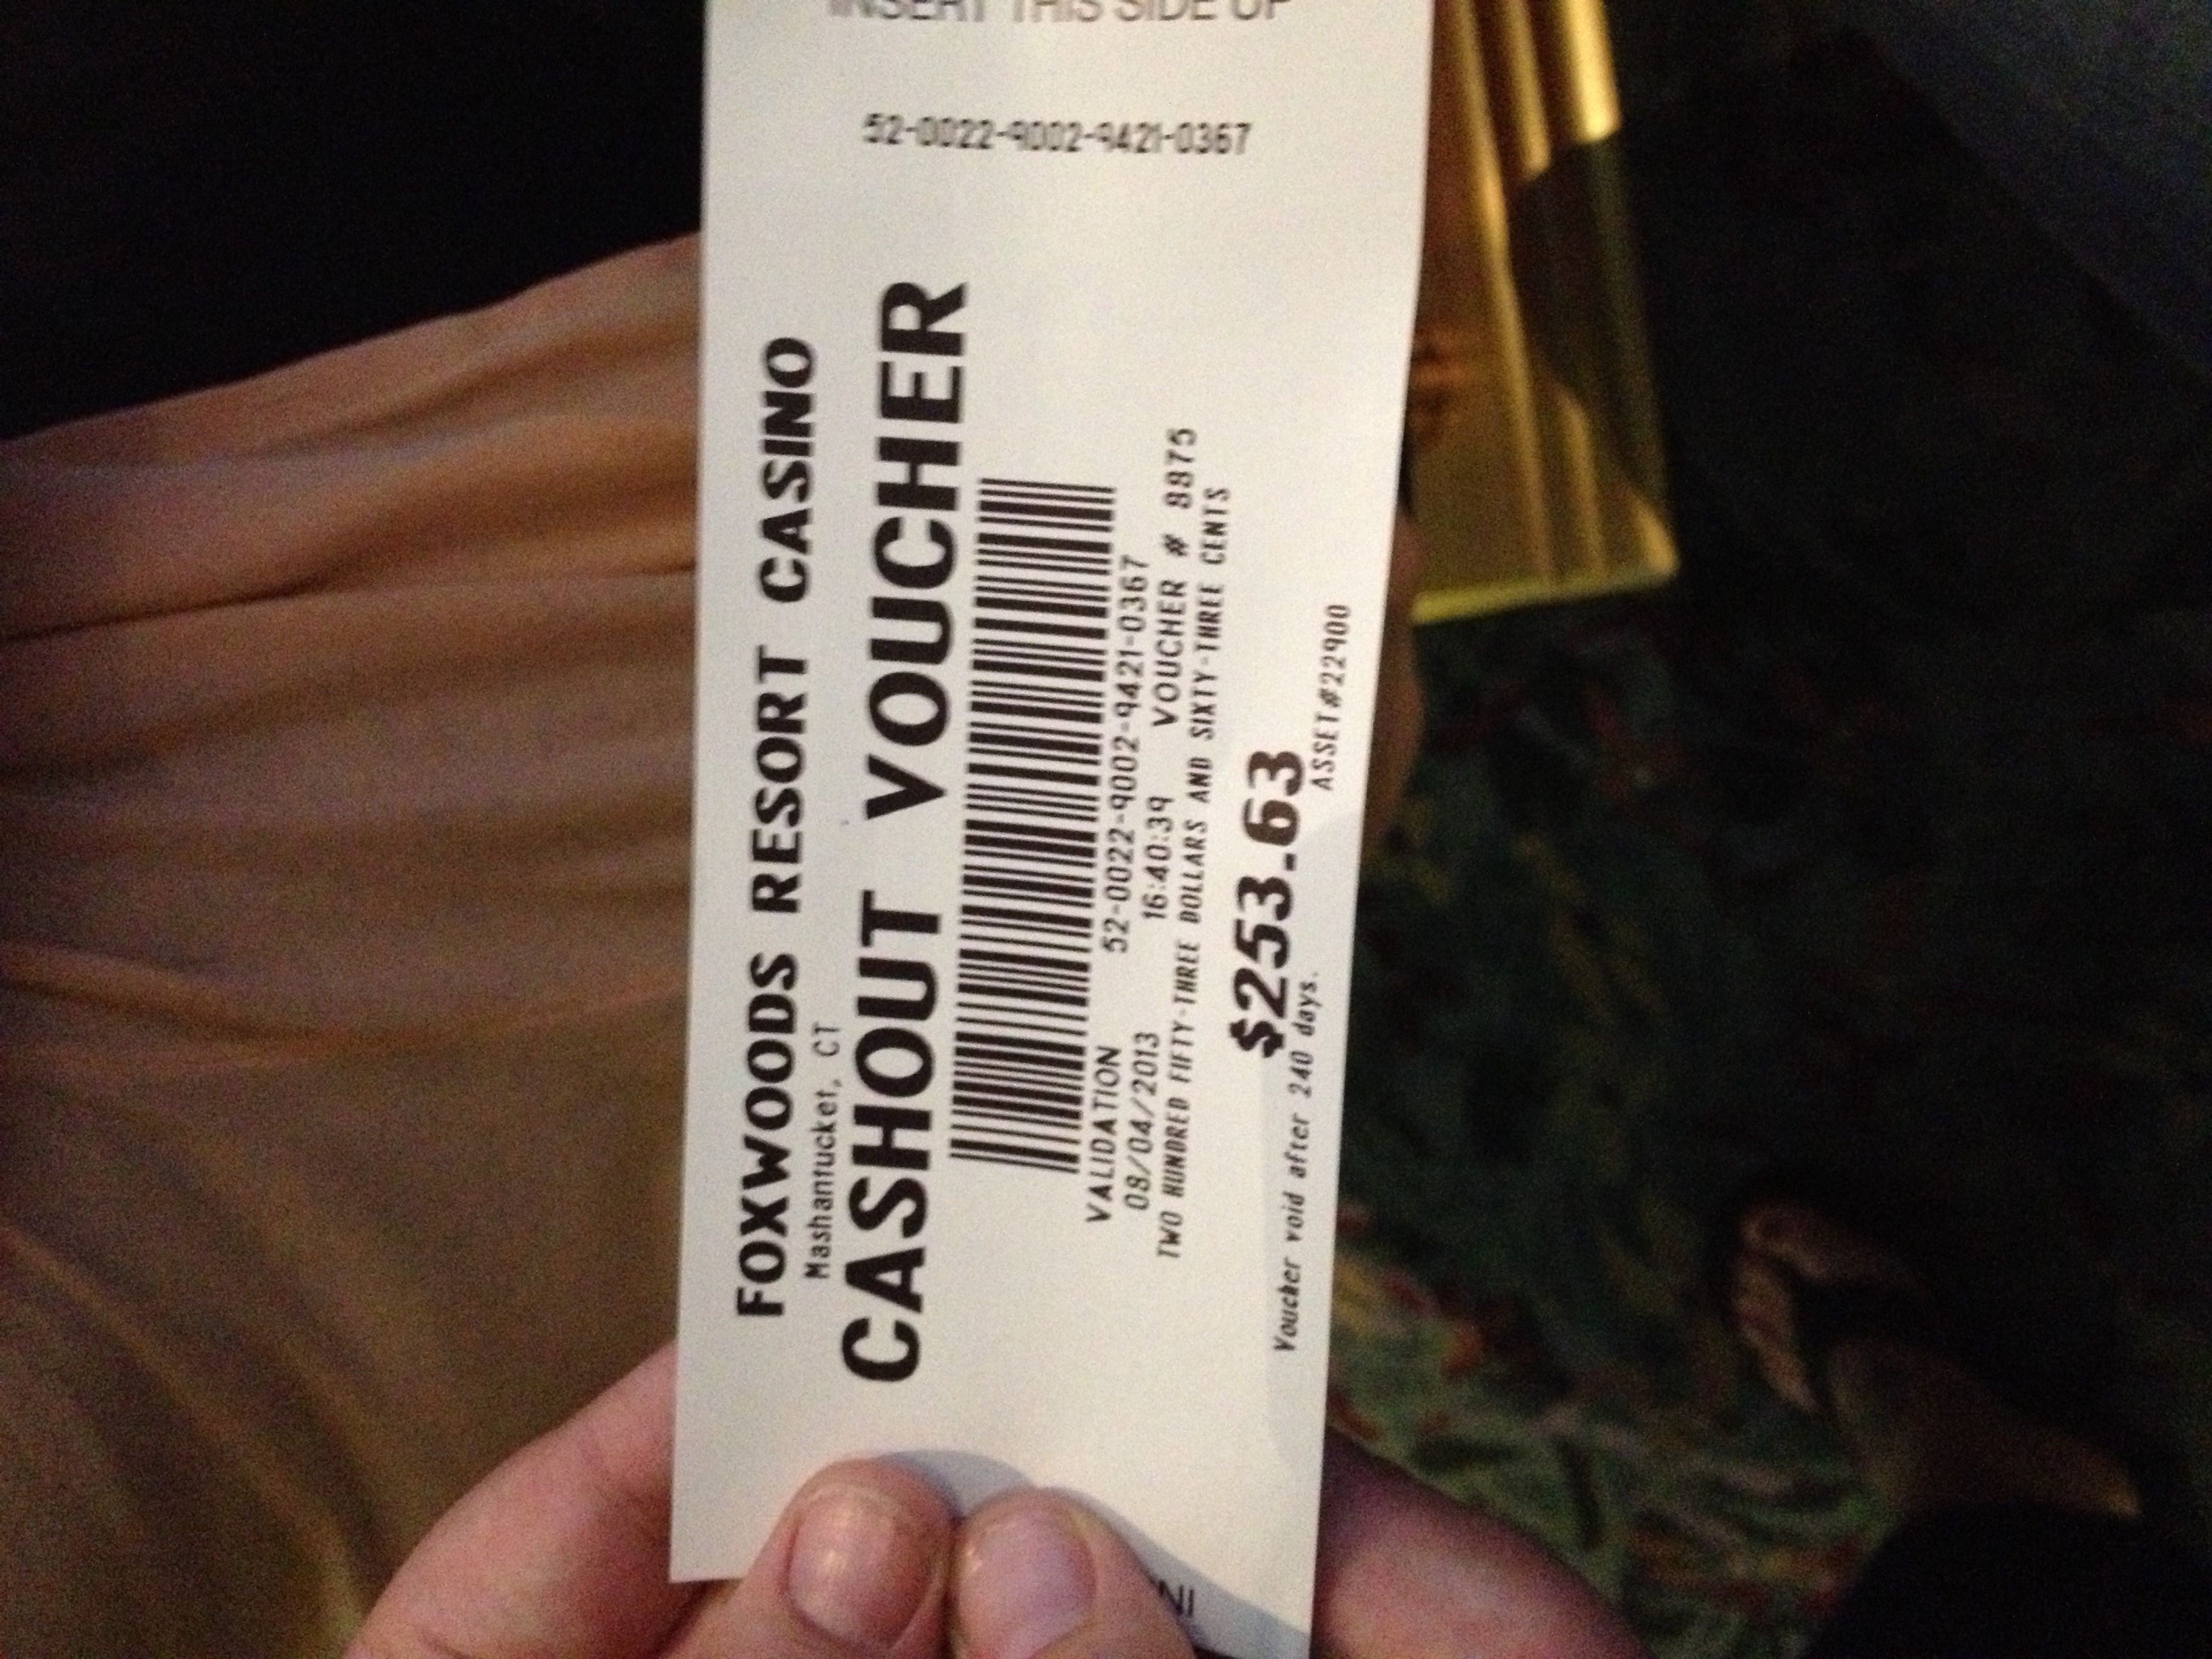 INSERT THIS SIDE UP
52-0022-9002-9421-0367
FOXWOODS RESORT CASINO
Mashantucket, CT
CASHOUT VOUCHER
VALIDATION 52-0022-9002-9421-0367
08/04/2013 16:40:39 VOUCHER # 8875
TWO HUNDRED FIFTY-THREE DOLLARS AND SIXTY-THREE CENTS
$253.63
Voucher void after 240 days. ASSET#22900